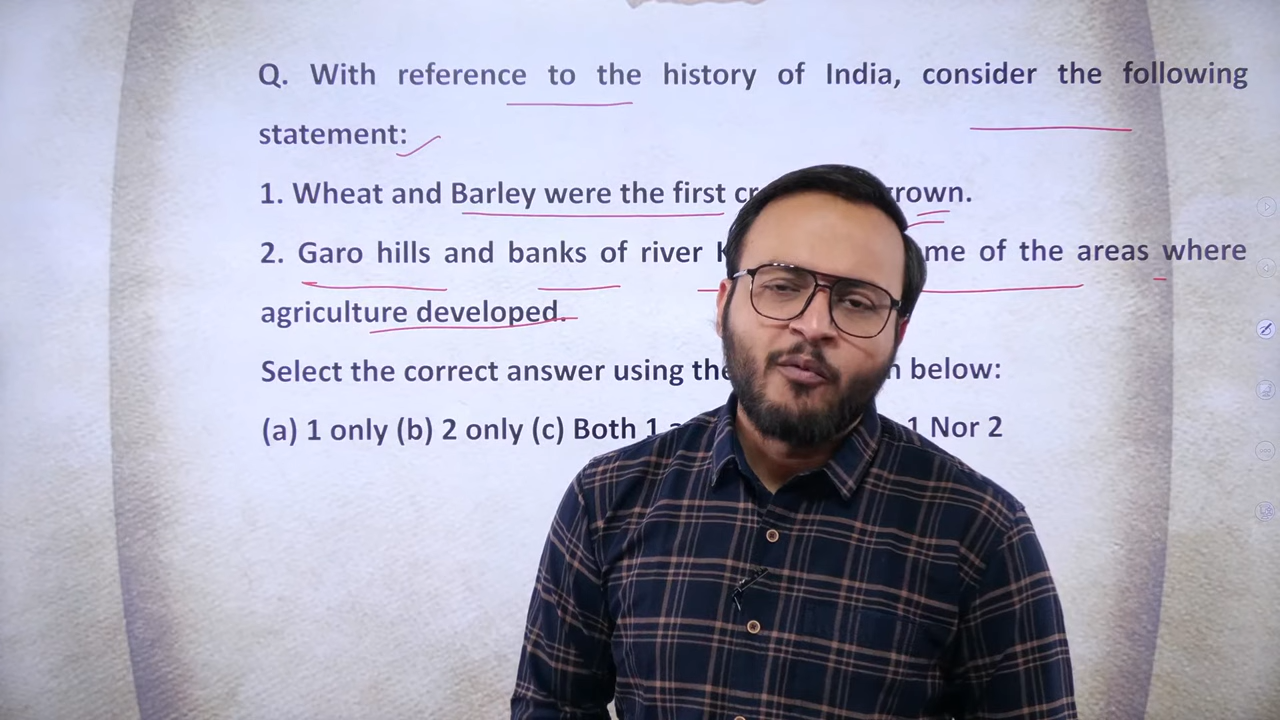 Q. With reference to the history of India, consider the following
statement:
1. Wheat and Barley were the first grown.
2. Garo hills and banks of river of the areas where
agriculture developed.
Select the correct answer using the below:
(a) 1 only (b) 2 only (c) Both 1 1 Nor 2